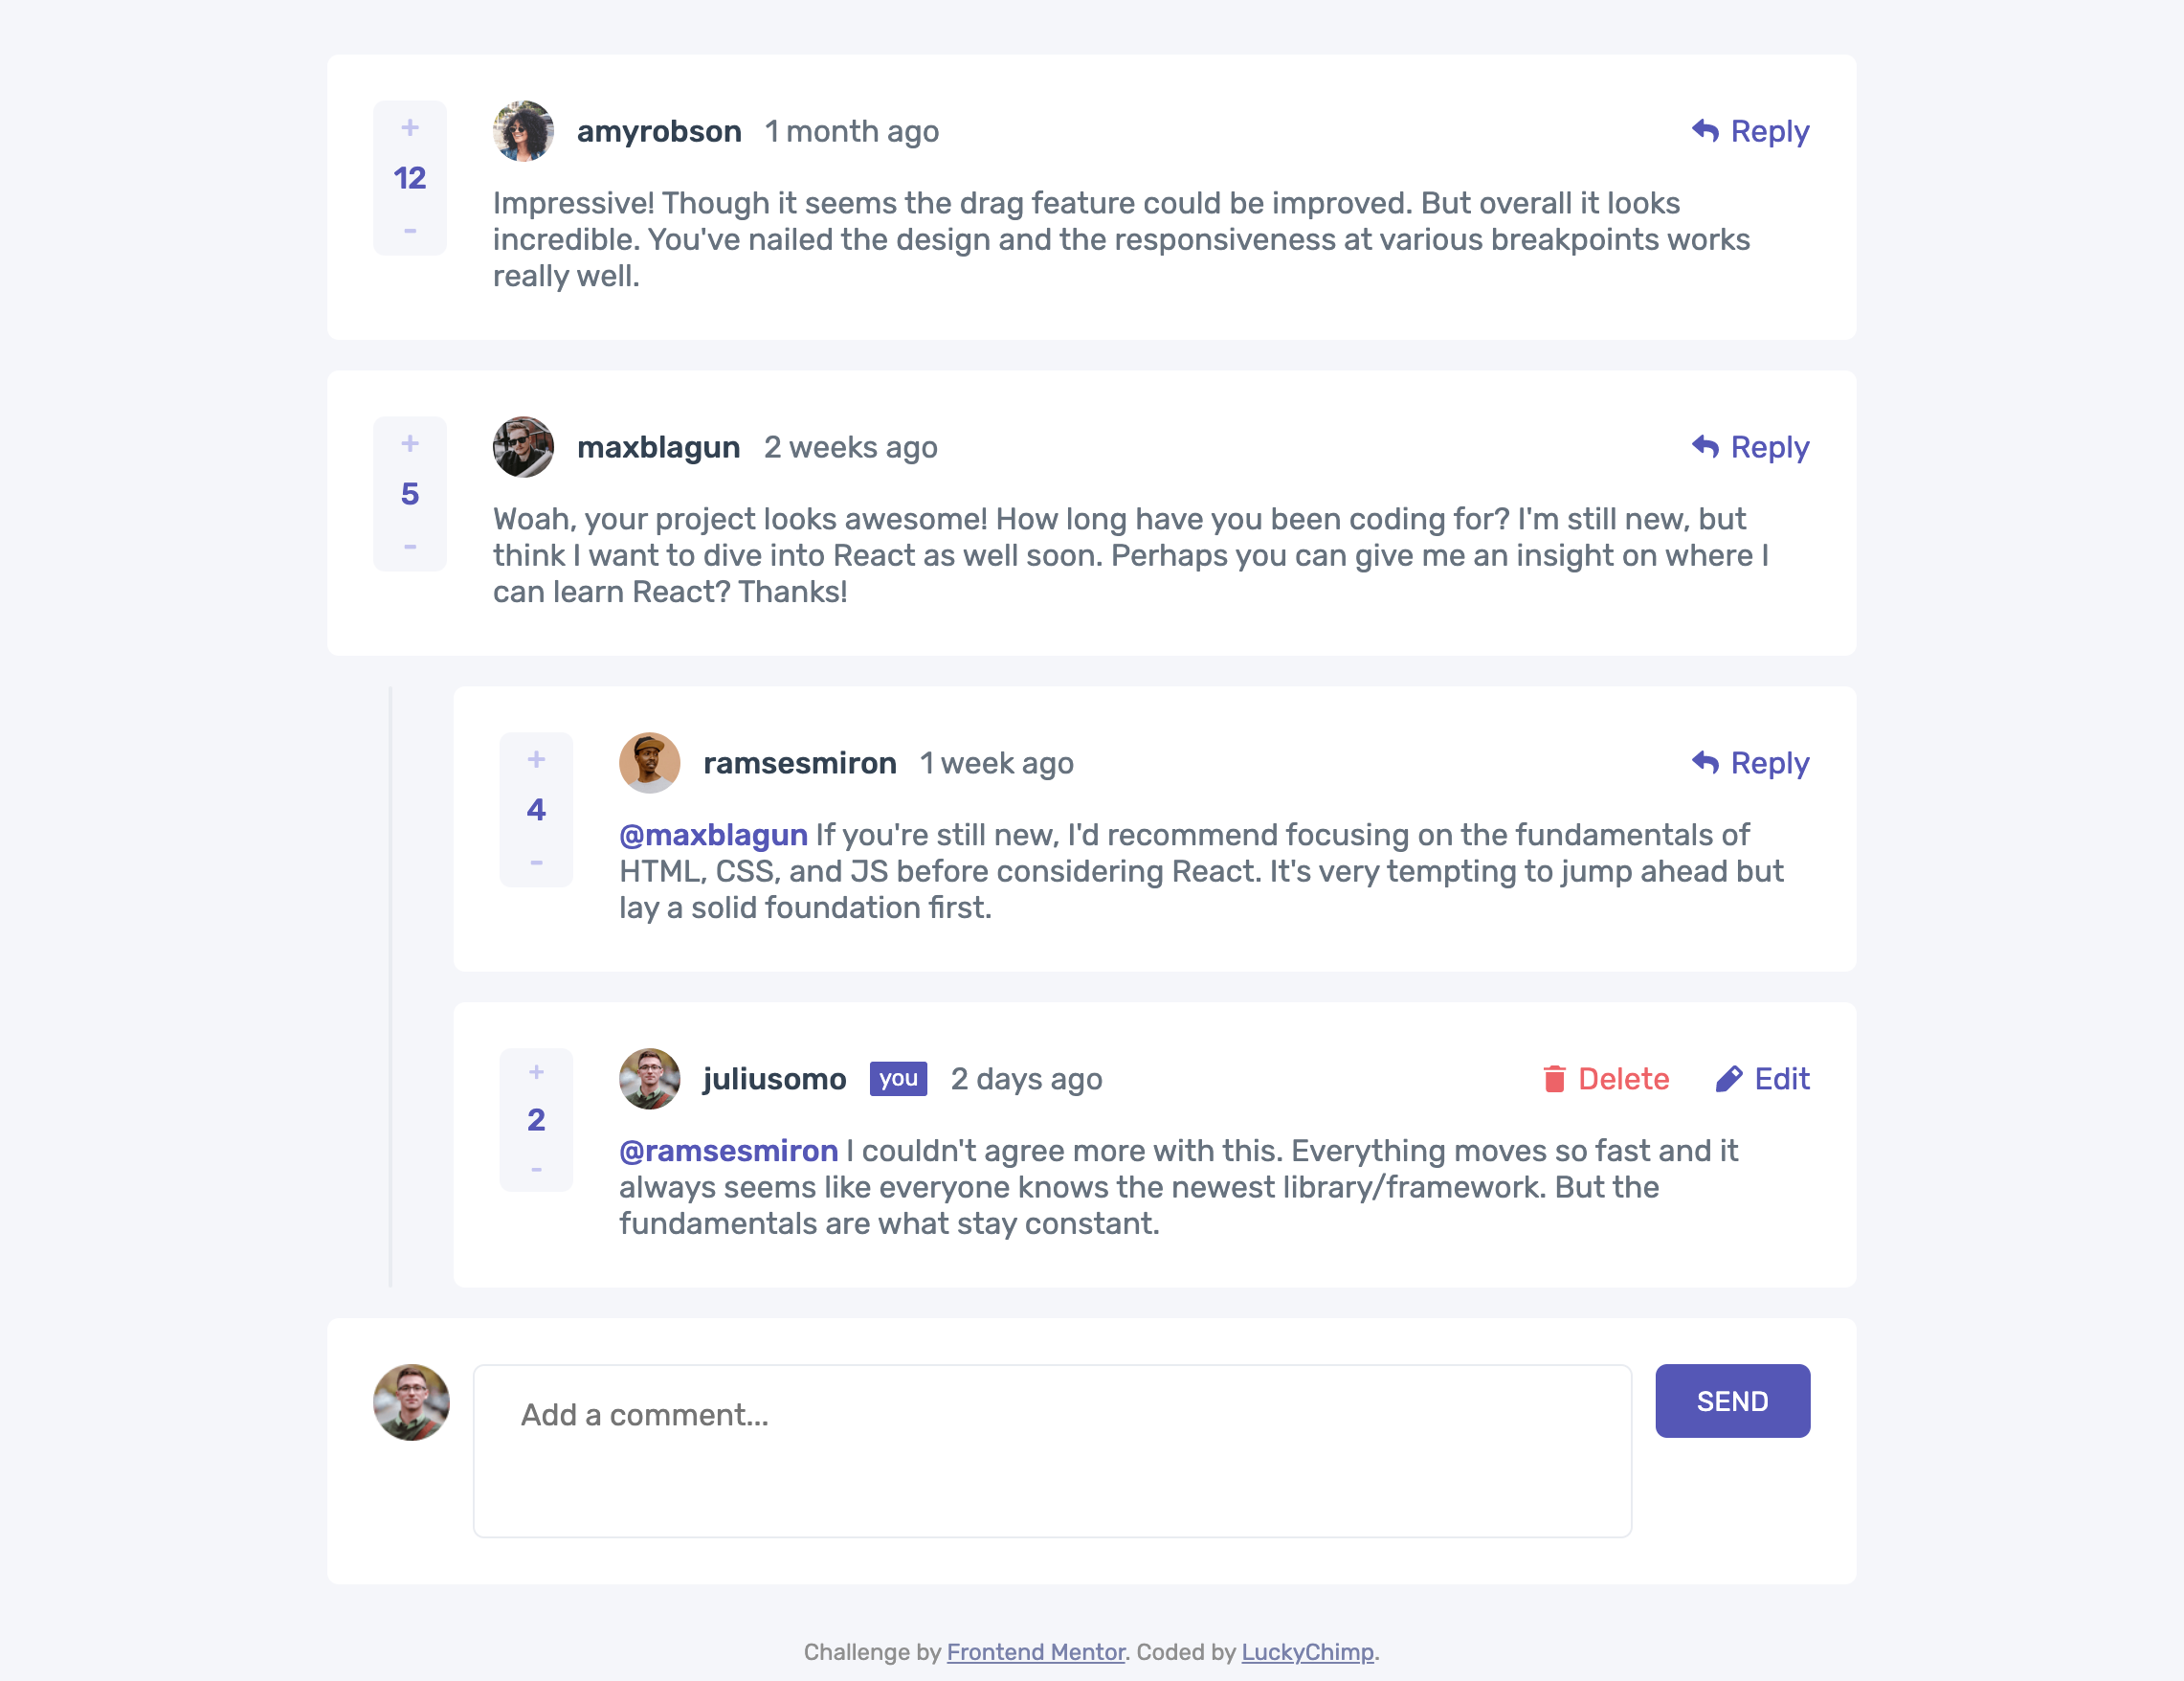 +
12
-
amyrobson 1 month ago Reply
Impressive! Though it seems the drag feature could be improved. But overall it looks
incredible. You've nailed the design and the responsiveness at various breakpoints works
really well.
+
5
-
maxblagun 2 weeks ago Reply
Woah, your project looks awesome! How long have you been coding for? I'm still new, but
think I want to dive into React as well soon. Perhaps you can give me an insight on where I
can learn React? Thanks!
+
4
-
ramsesmiron 1 week ago Reply
@maxblagun If you're still new, I'd recommend focusing on the fundamentals of
HTML, CSS, and JS before considering React. It's very tempting to jump ahead but
lay a solid foundation first.
+
2
-
juliusomo you 2 days ago Delete Edit
@ramsesmiron I couldn't agree more with this. Everything moves so fast and it
always seems like everyone knows the newest library/framework. But the
fundamentals are what stay constant.
Add a comment...
SEND
Challenge by Frontend Mentor. Coded by LuckyChimp.